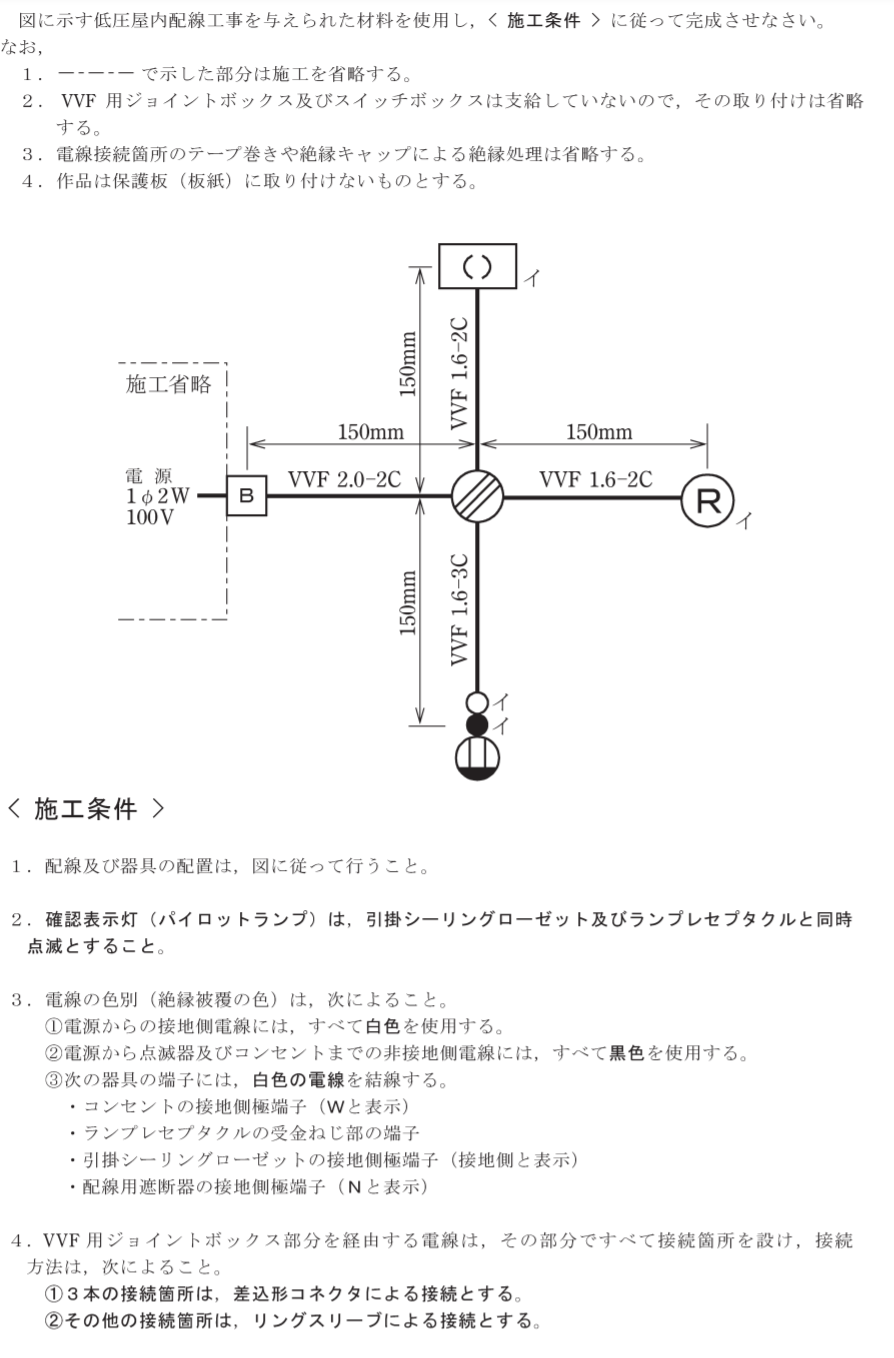 図に示す低圧屋内配線工事を与えられた材料を使用し，＜ 施工条件 ＞に従って完成させなさい。
なお，
１．－－－－－ で示した部分は施工を省略する。
２． VVF 用ジョイントボックス及びスイッチボックスは支給していないので，その取り付けは省略
する。
３．電線接続箇所のテープ巻きや絶縁キャップによる絶縁処理は省略する。
４．作品は保護板（板紙）に取り付けないものとする。
( )
イ
150mm
VVF 1.6-2C
施工省略
150mm
150mm
電 源
1φ2W
100V
B
VVF 2.0-2C
VVF 1.6-2C
R
イ
150mm
VVF 1.6-3C
イ
イ
＜ 施工条件 ＞
１．配線及び器具の配置は，図に従って行うこと。
２．確認表示灯（パイロットランプ）は，引掛シーリングローゼット及びランプレセプタクルと同時
点滅とすること。
３．電線の色別（絶縁被覆の色）は，次によること。
①電源からの接地側電線には，すべて白色を使用する。
②電源から点滅器及びコンセントまでの非接地側電線には，すべて黒色を使用する。
③次の器具の端子には，白色の電線を結線する。
・コンセントの接地側極端子（Wと表示）
・ランプレセプタクルの受金ねじ部の端子
・引掛シーリングローゼットの接地側極端子（接地側と表示）
・配線用遮断器の接地側極端子（Nと表示）
４．VVF 用ジョイントボックス部分を経由する電線は，その部分ですべて接続箇所を設け，接続
方法は，次によること。
①３本の接続箇所は，差込形コネクタによる接続とする。
②その他の接続箇所は，リングスリーブによる接続とする。